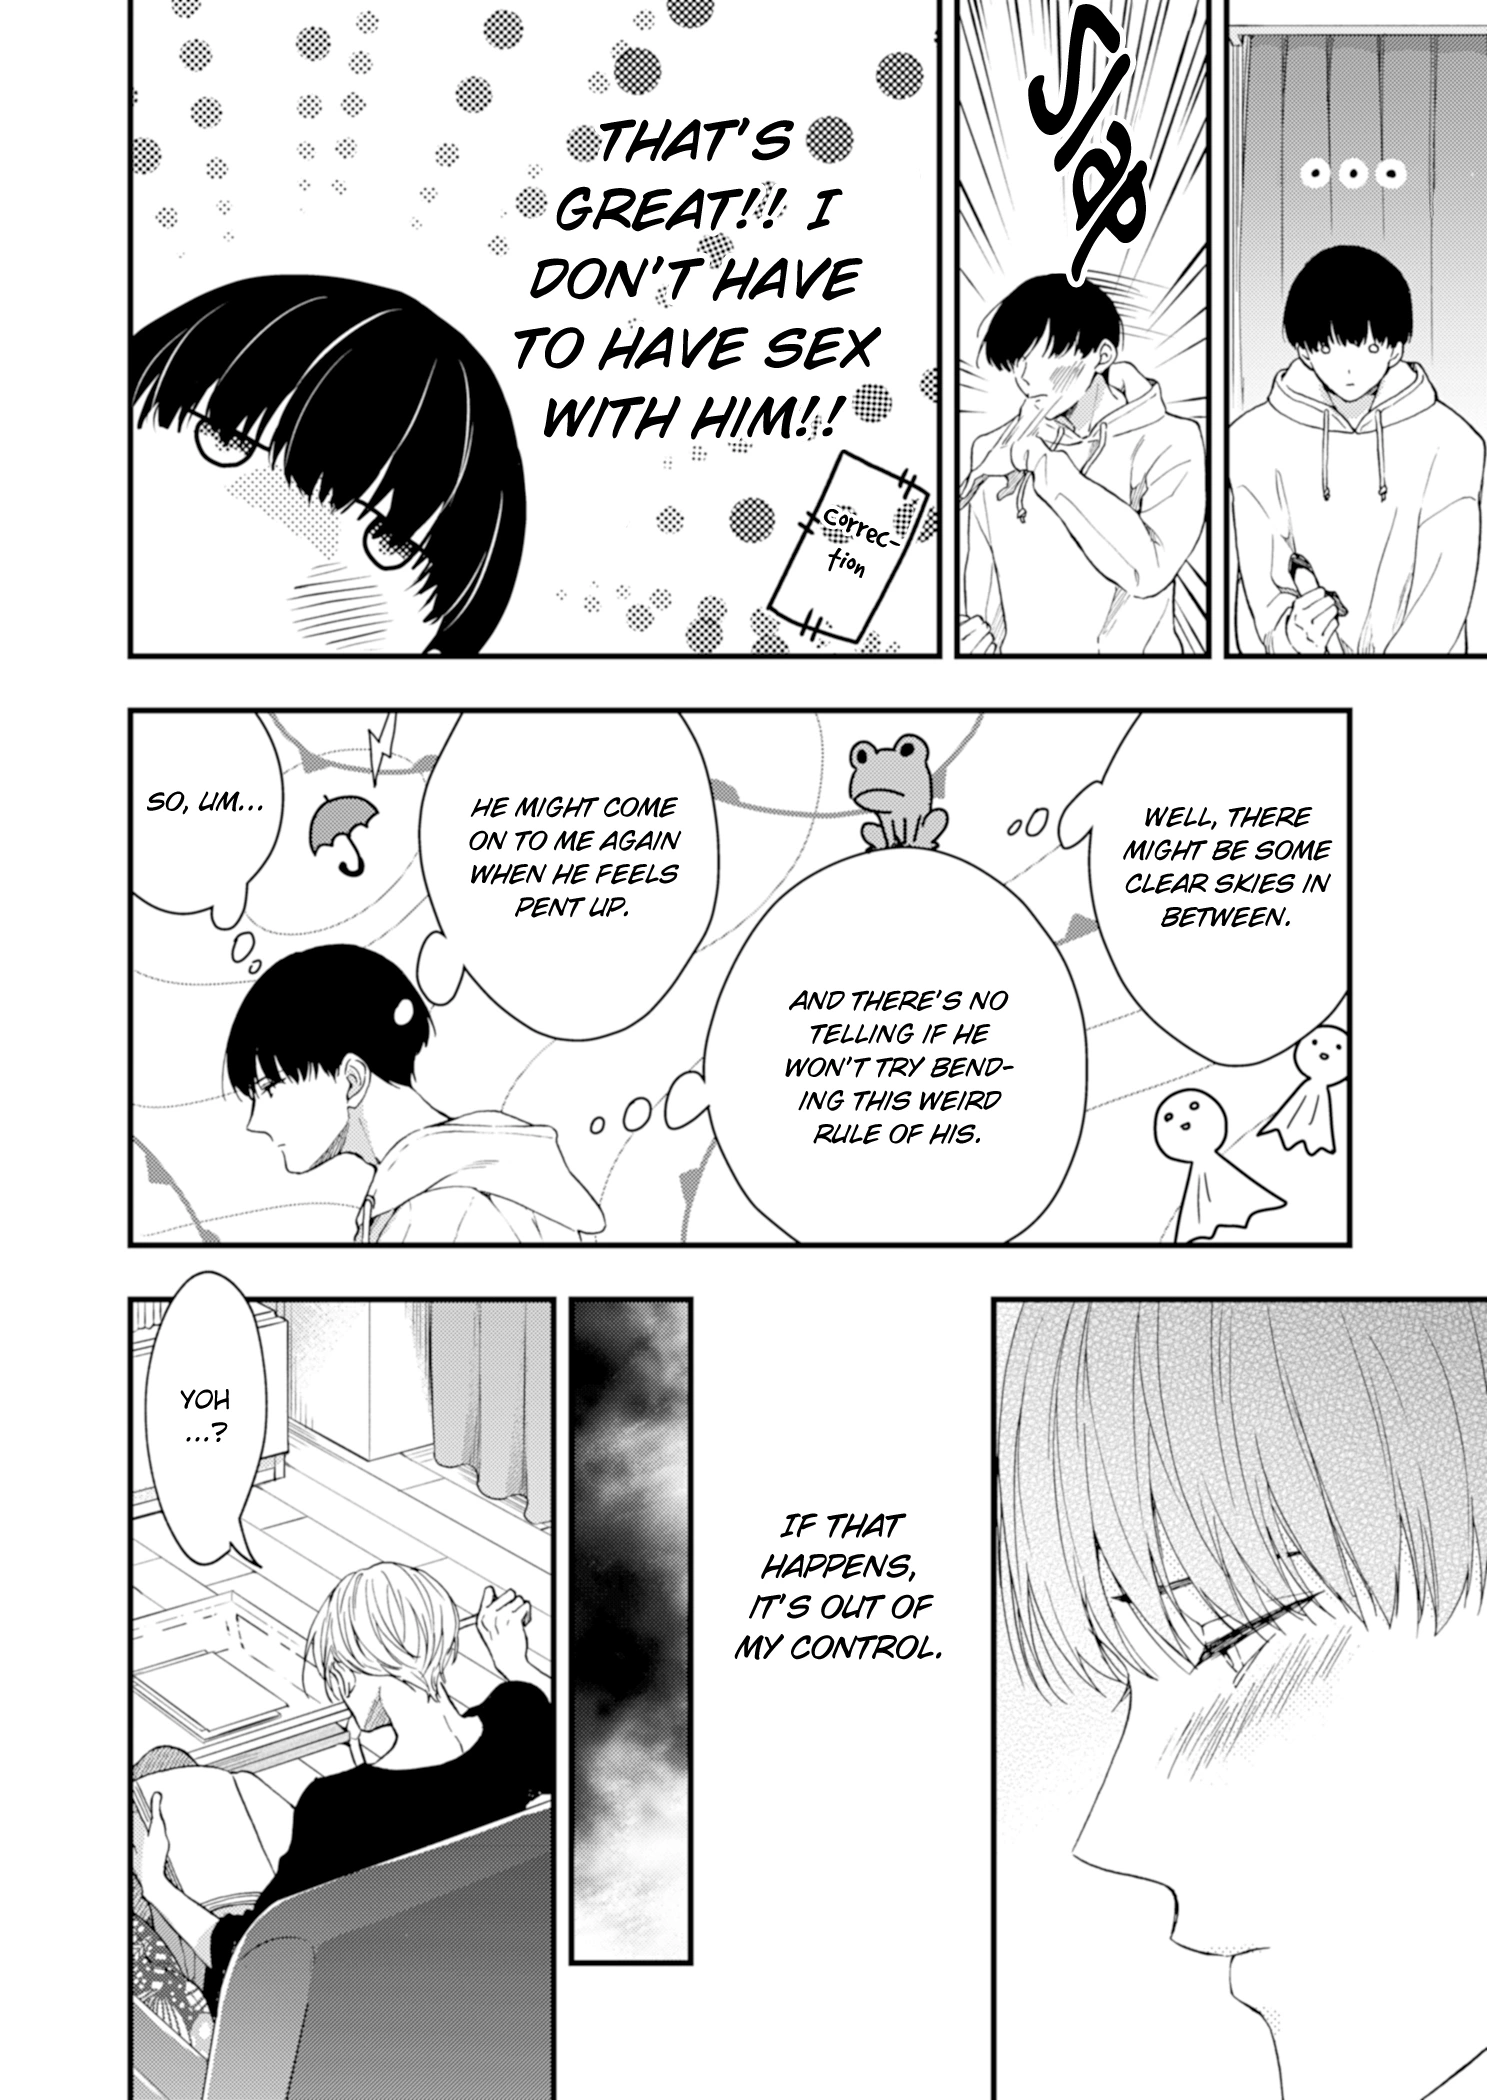 ...
Slap
THAT'S
GREAT!! I
DON'T HAVE
TO HAVE SEX
WITH HIM!!
Correc-
tion
WELL, THERE
MIGHT BE SOME
CLEAR SKIES IN
BETWEEN.
AND THERE'S NO
TELLING IF HE
WON'T TRY BEND-
ING THIS WEIRD
RULE OF HIS.
HE MIGHT COME
ON TO ME AGAIN
WHEN HE FEELS
PENT UP.
SO, UM...
IF THAT
HAPPENS,
IT'S OUT OF
MY CONTROL.
YOH
...?